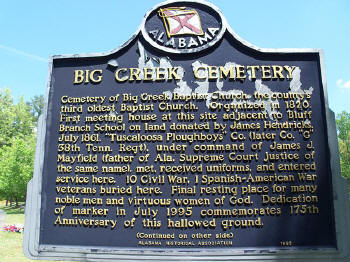 ALABAMA
BIG CREEK CEMETERY
Cemetery of Big Creek Baptist Church (the county's
third oldest Baptist Church. Organized in 1820.
First meeting house at this site adjacent to Bluff
Branch School on land donated by James Hendricks.
July 1861, "Tuscaloosa Ploughboys" Co. (later Co. "G"
38th Tenn. Regt), under command of James J.
Mayfield (father of Ala. Supreme Court Justice of
the same name), met, received uniforms, and entered
service here. 10 Civil War, 1 Spanish-American War
veterans buried here. Final resting place for many
noble men and virtuous women of God. Dedication
of marker in July 1995 commemorates 175th
Anniversary of this hallowed ground.
(Continued on other side)
ALABAMA HISTORICAL ASSOCIATION 1995